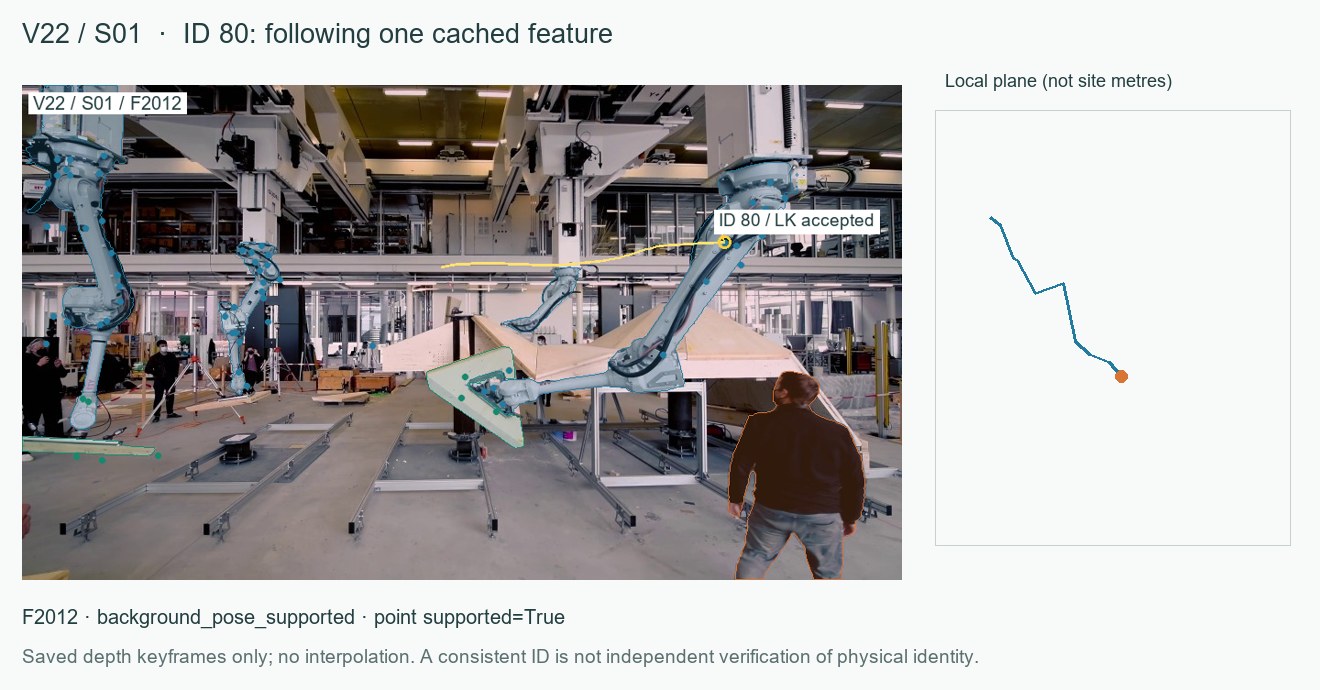 V22 / S01 · ID 80: following one cached feature
Local plane (not site metres)
V22 / S01 / F2012
ID 80 / LK accepted
F2012 · background_pose_supported · point supported=True
Saved depth keyframes only; no interpolation. A consistent ID is not independent verification of physical identity.